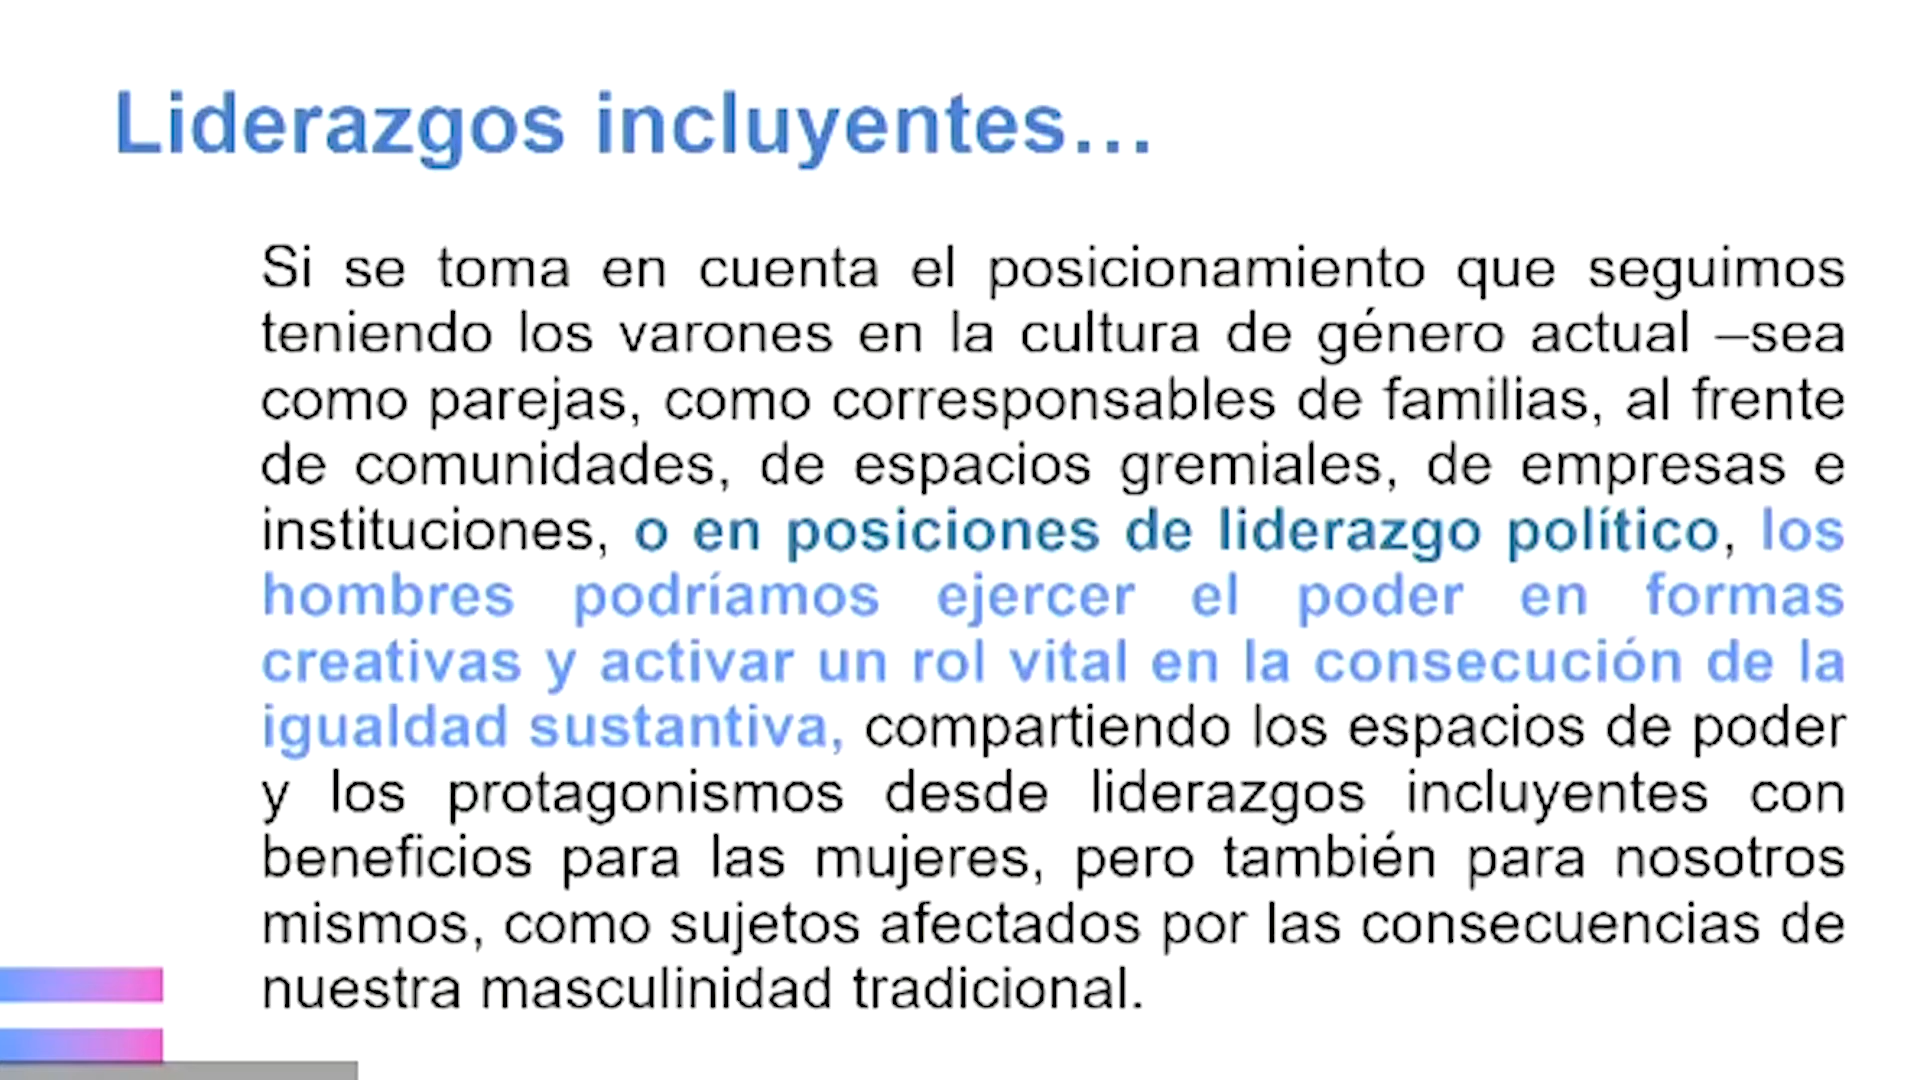 Liderazgos incluyentes...
Si se toma en cuenta el posicionamiento que seguimos
teniendo los varones en la cultura de género actual –sea
como parejas, como corresponsables de familias, al frente
de comunidades, de espacios gremiales, de empresas e
instituciones, o en posiciones de liderazgo político, los
hombres podríamos ejercer el poder en formas
creativas y activar un rol vital en la consecución de la
igualdad sustantiva, compartiendo los espacios de poder
y los protagonismos desde liderazgos incluyentes con
beneficios para las mujeres, pero también para nosotros
mismos, como sujetos afectados por las consecuencias de
nuestra masculinidad tradicional.